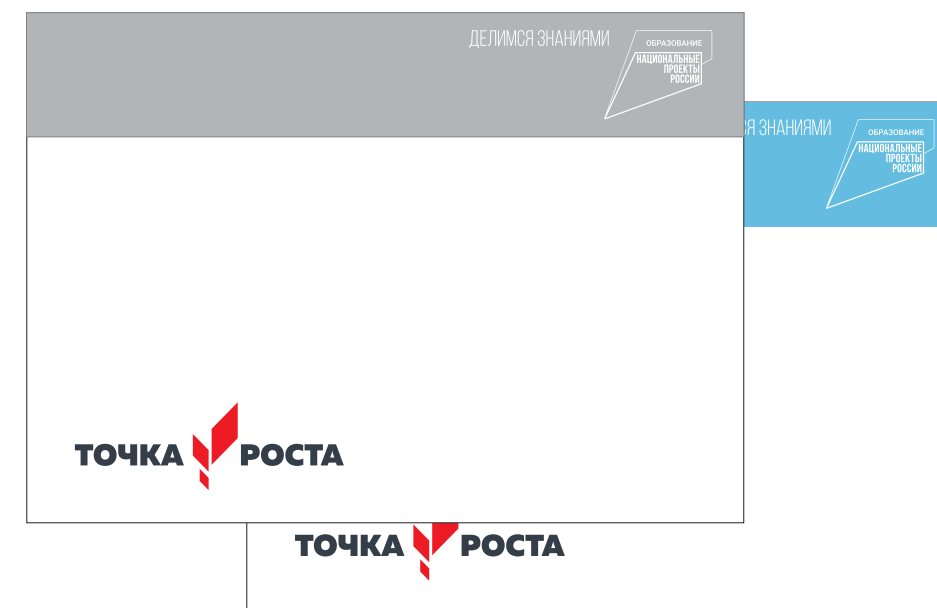 ДЕЛИМСЯ ЗНАНИЯМИ
ОБРАЗОВАНИЕ
НАЦИОНАЛЬНЫЕ
ПРОЕКТЫ
РОССИИ
Я ЗНАНИЯМИ
ОБРАЗОВАНИЕ
НАЦИОНАЛЬНЫЕ
ПРОЕКТЫ
РОССИИ
ТОЧКА РОСТА
ТОЧКА РОСТА